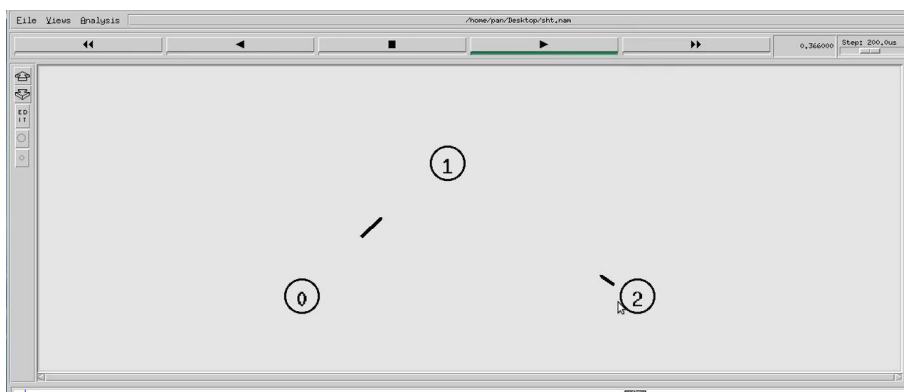 File Views Analysis /home/pan/Desktop/sht.nam
0.366000 Step: 200.0us
ED
IT
1
0 2